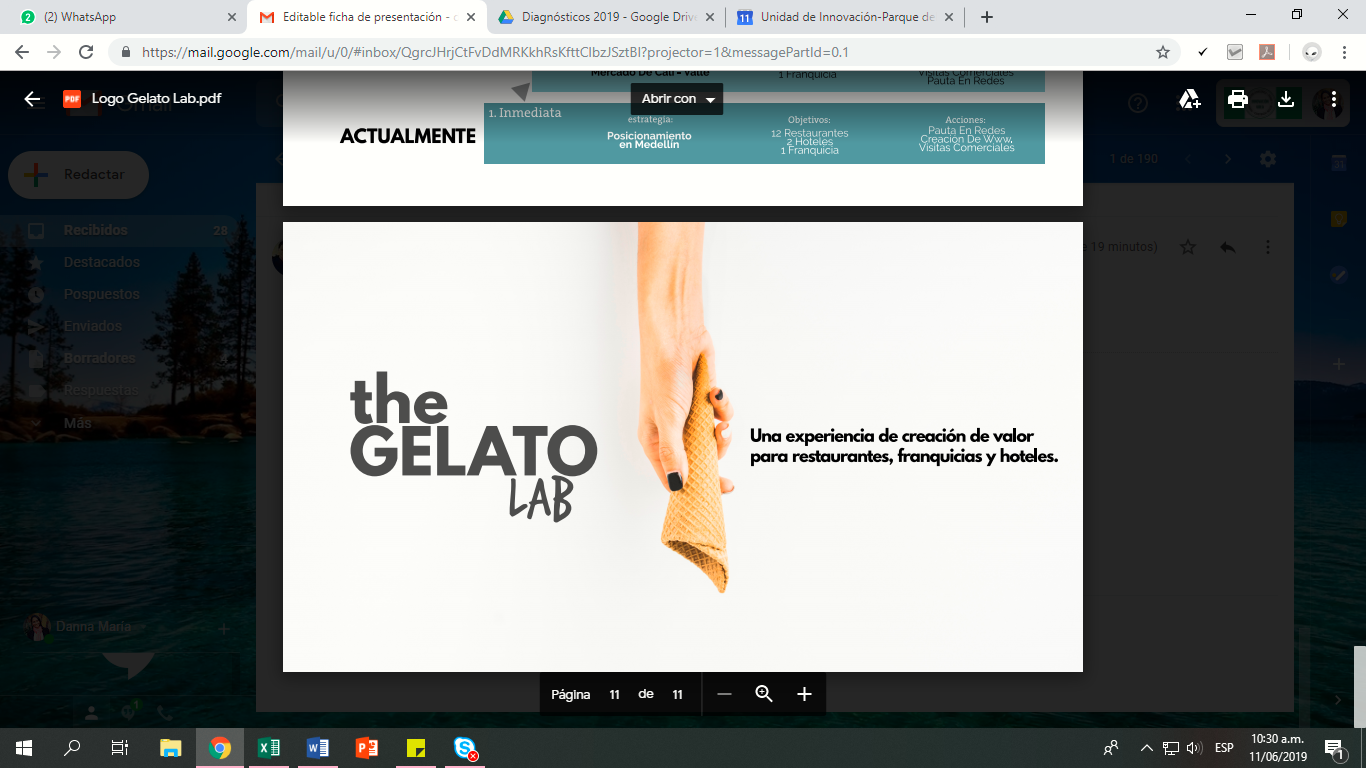 (2) WhatsApp
Editable ficha de presentación - c
Diagnósticos 2019 - Google Drive
Unidad de Innovación-Parque de
https://mail.google.com/mail/u/0/#inbox/QgrcJHrjCtFvDdMRKkhRsKfttClbzJSztBl?projector=1&messagePartId=0.1
PDF
Logo Gelato Lab.pdf
Abrir con
Mercado De Cali - Valle
1 Franquicia
Visitas Comerciales
Pauta En Redes
ACTUALMENTE
1. Inmediata
estrategia:
Posicionamiento
en Medellín
Objetivos:
12 Restaurantes
2 Hoteles
1 Franquicia
Acciones:
Pauta En Redes
Creación De Www.
Visitas Comerciales
Redactar
1 de 190
Recibidos 28
Destacados
Pospuestos
Enviados
Borradores 4
Respuestas
Más
e 19 minutos)
the
GELATO
LAB
Una experiencia de creación de valor
para restaurantes, franquicias y hoteles.
Danna María
Página 11 de 11
ESP
10:30 a.m.
11/06/2019